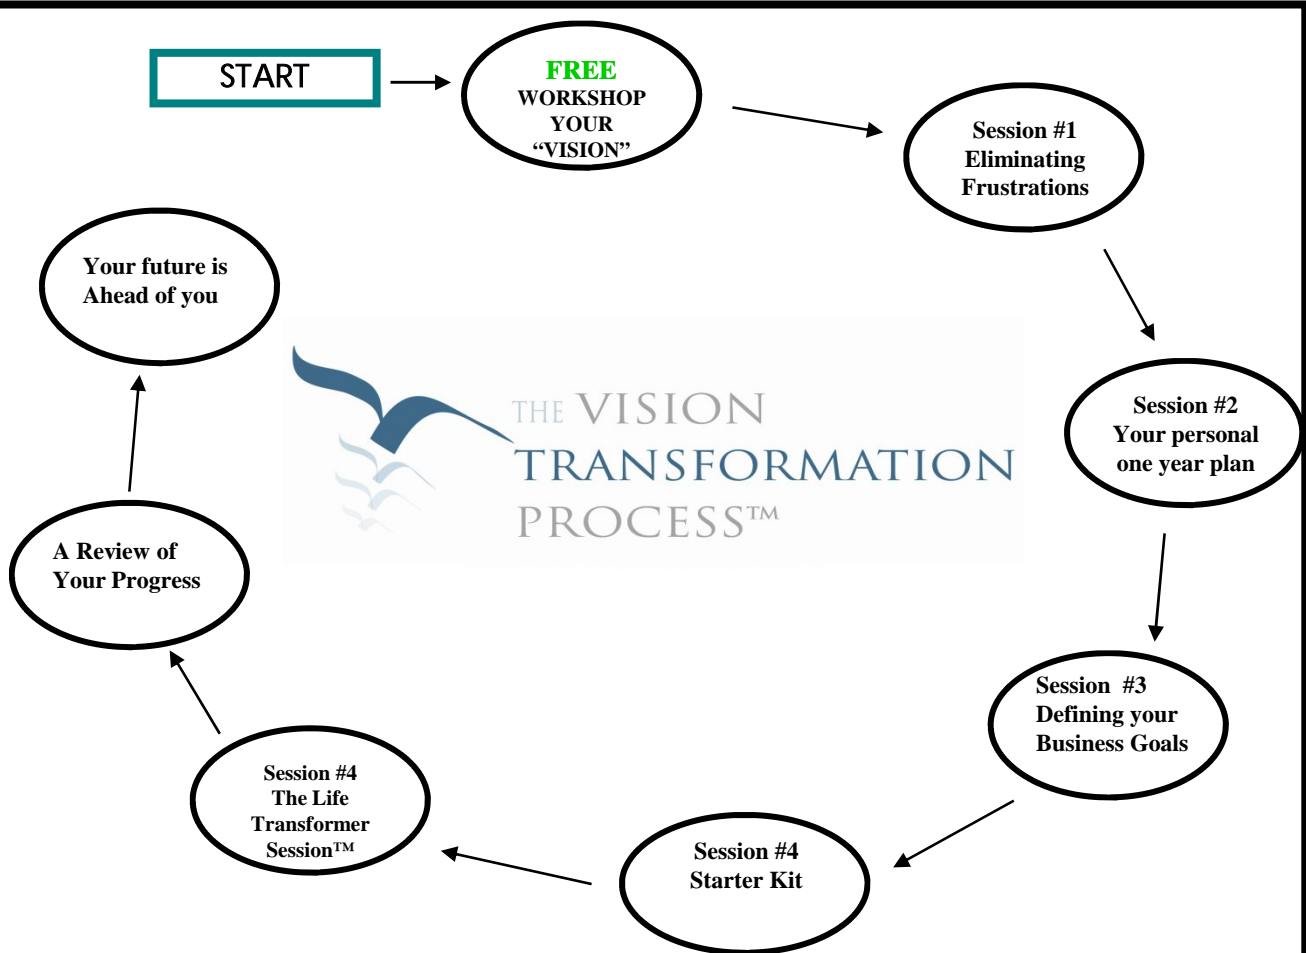 START
FREE
WORKSHOP
YOUR
“VISION”
Session #1
Eliminating
Frustrations
Session #2
Your personal
one year plan
Session #3
Defining your
Business Goals
Session #4
Starter Kit
Session #4
The Life
Transformer
Session™
A Review of
Your Progress
Your future is
Ahead of you
THE VISION
TRANSFORMATION
PROCESS™